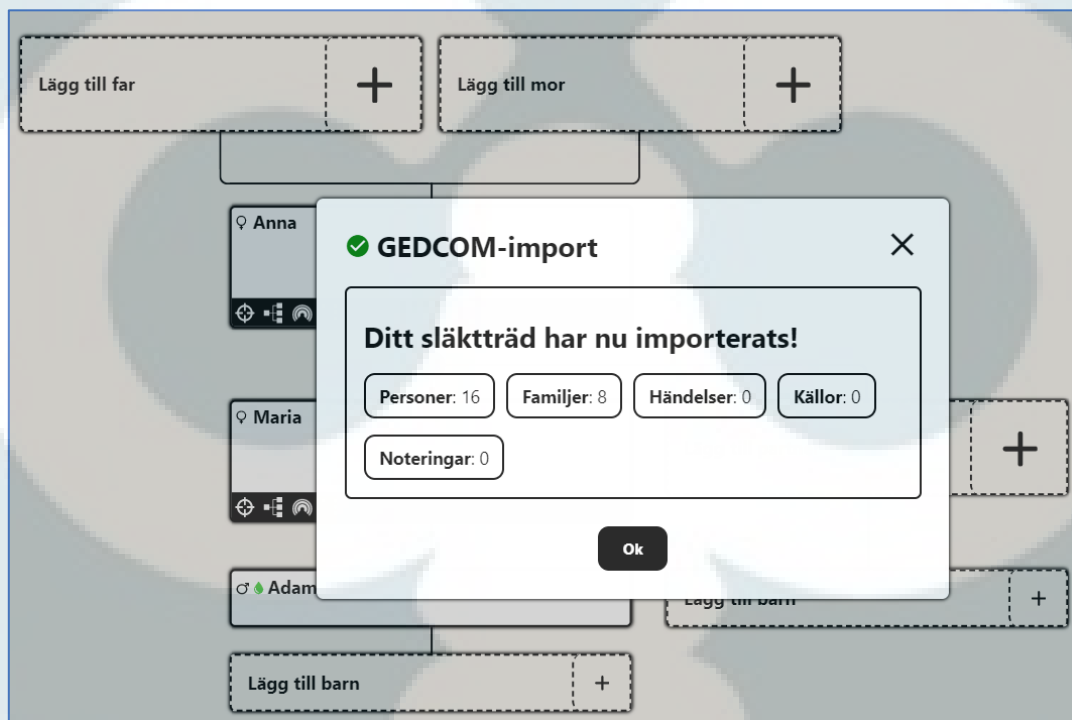 Lägg till far
Lägg till mor
Anna
GEDCOM-import
Ditt släktträd har nu importerats!
Personer: 16 Familjer: 8 Händelser: 0 Källor: 0
Noteringar: 0
Maria
Ok
Adam
Lägg till barn
Lägg till barn